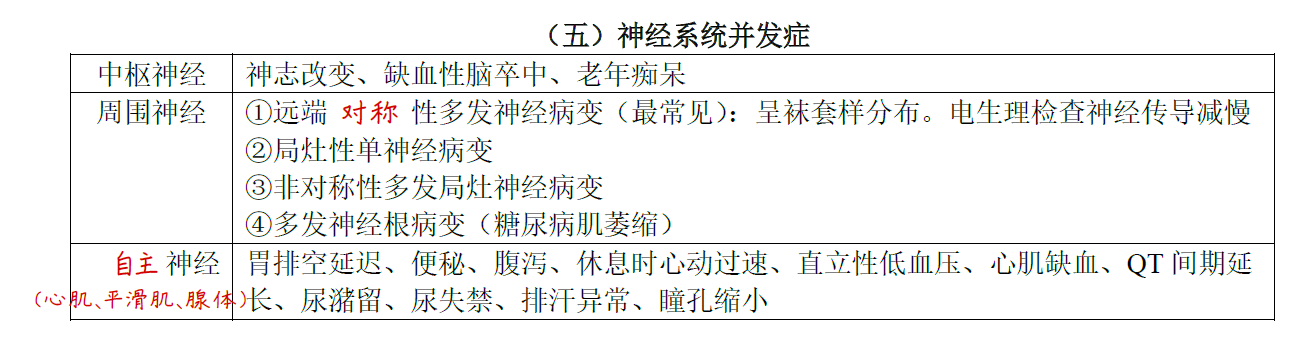 （五）神经系统并发症
中枢神经 神志改变、缺血性脑卒中、老年痴呆
周围神经 ①远端 对称 性多发神经病变（最常见）：呈袜套样分布。电生理检查神经传导减慢
②局灶性单神经病变
③非对称性多发局灶神经病变
④多发神经根病变（糖尿病肌萎缩）
自主 神经 胃排空延迟、便秘、腹泻、休息时心动过速、直立性低血压、心肌缺血、QT 间期延
(心肌、平滑肌、腺体) 长、尿潴留、尿失禁、排汗异常、瞳孔缩小